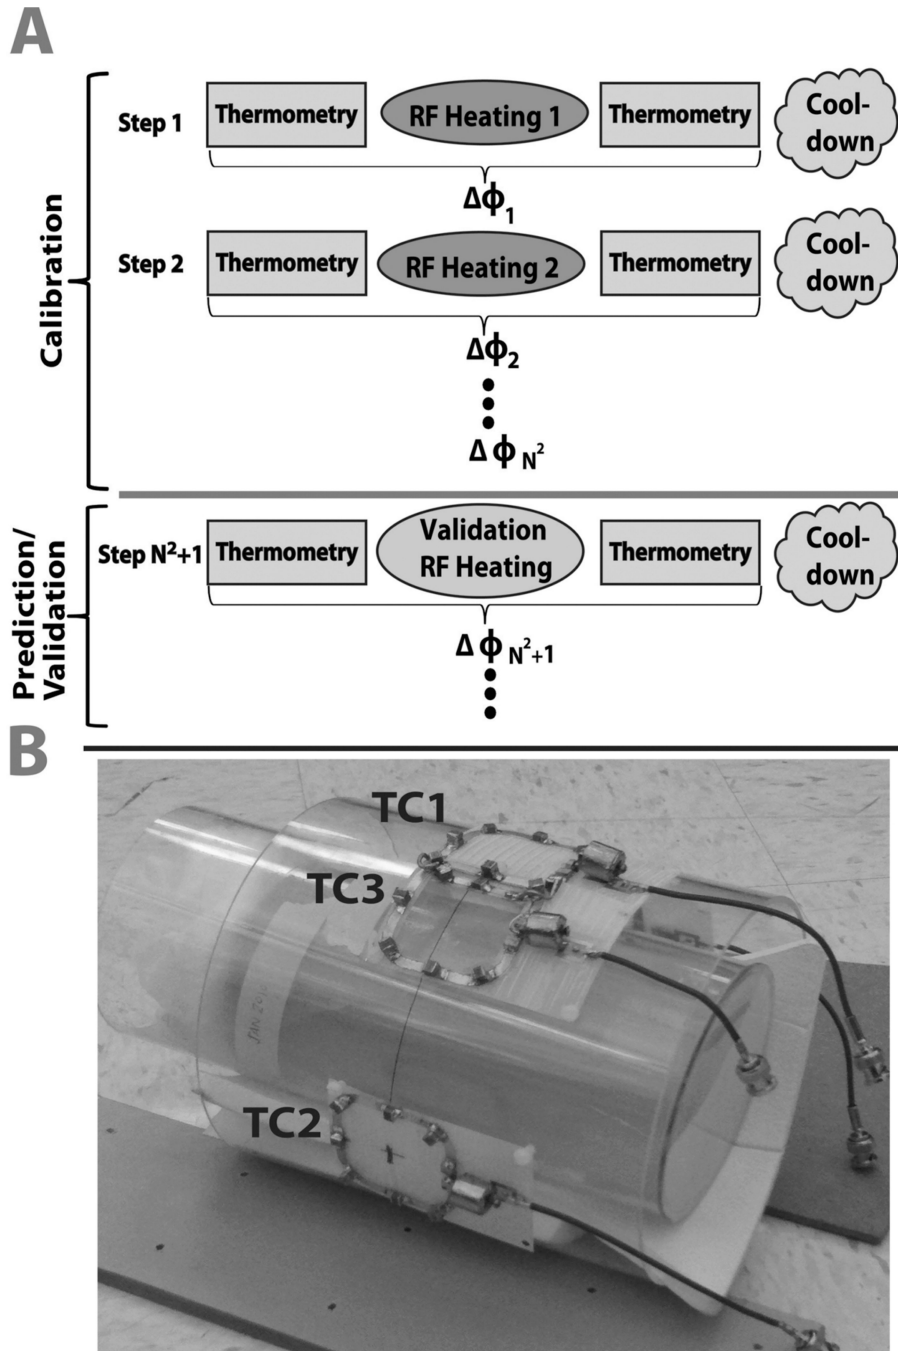 A
Calibration
Step 1
Thermometry
RF Heating 1
Thermometry
Cool-
down
Δϕ₁
Step 2
Thermometry
RF Heating 2
Thermometry
Cool-
down
Δϕ₂
Δ ϕ N²
Prediction/
Validation
Step N²+1
Thermometry
Validation
RF Heating
Thermometry
Cool-
down
Δ ϕ N²+1
B
TC1
TC3
TC2